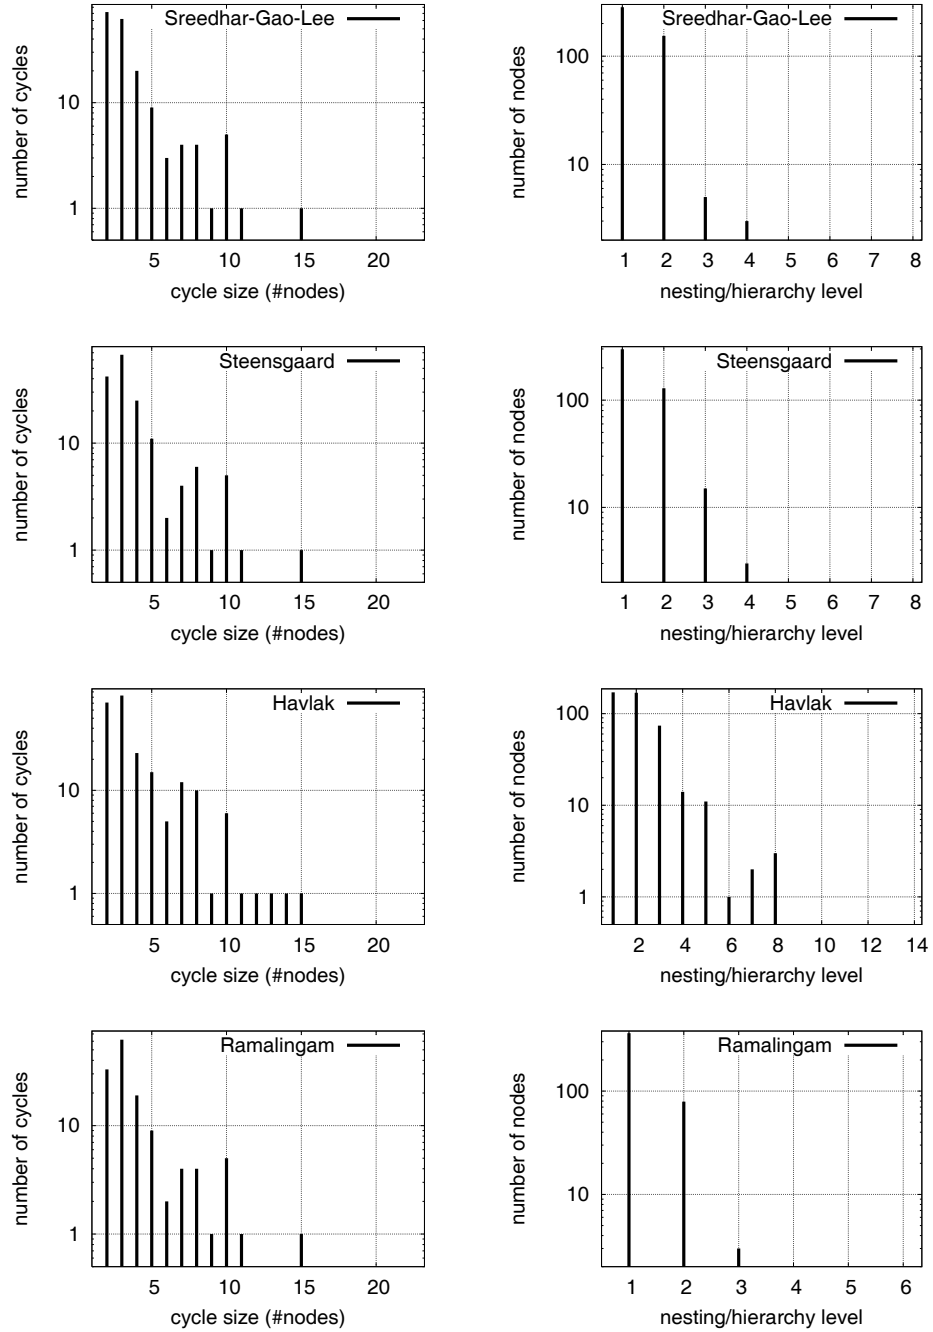 Sreedhar-Gao-Lee
number of cycles
10
1
5 10 15 20
cycle size (#nodes)
Sreedhar-Gao-Lee
number of nodes
100
10
1 2 3 4 5 6 7 8
nesting/hierarchy level
Steensgaard
number of cycles
10
1
5 10 15 20
cycle size (#nodes)
Steensgaard
number of nodes
100
10
1 2 3 4 5 6 7 8
nesting/hierarchy level
Havlak
number of cycles
10
1
5 10 15 20
cycle size (#nodes)
Havlak
number of nodes
100
10
1
2 4 6 8 10 12 14
nesting/hierarchy level
Ramalingam
number of cycles
10
1
5 10 15 20
cycle size (#nodes)
Ramalingam
number of nodes
100
10
1 2 3 4 5 6
nesting/hierarchy level